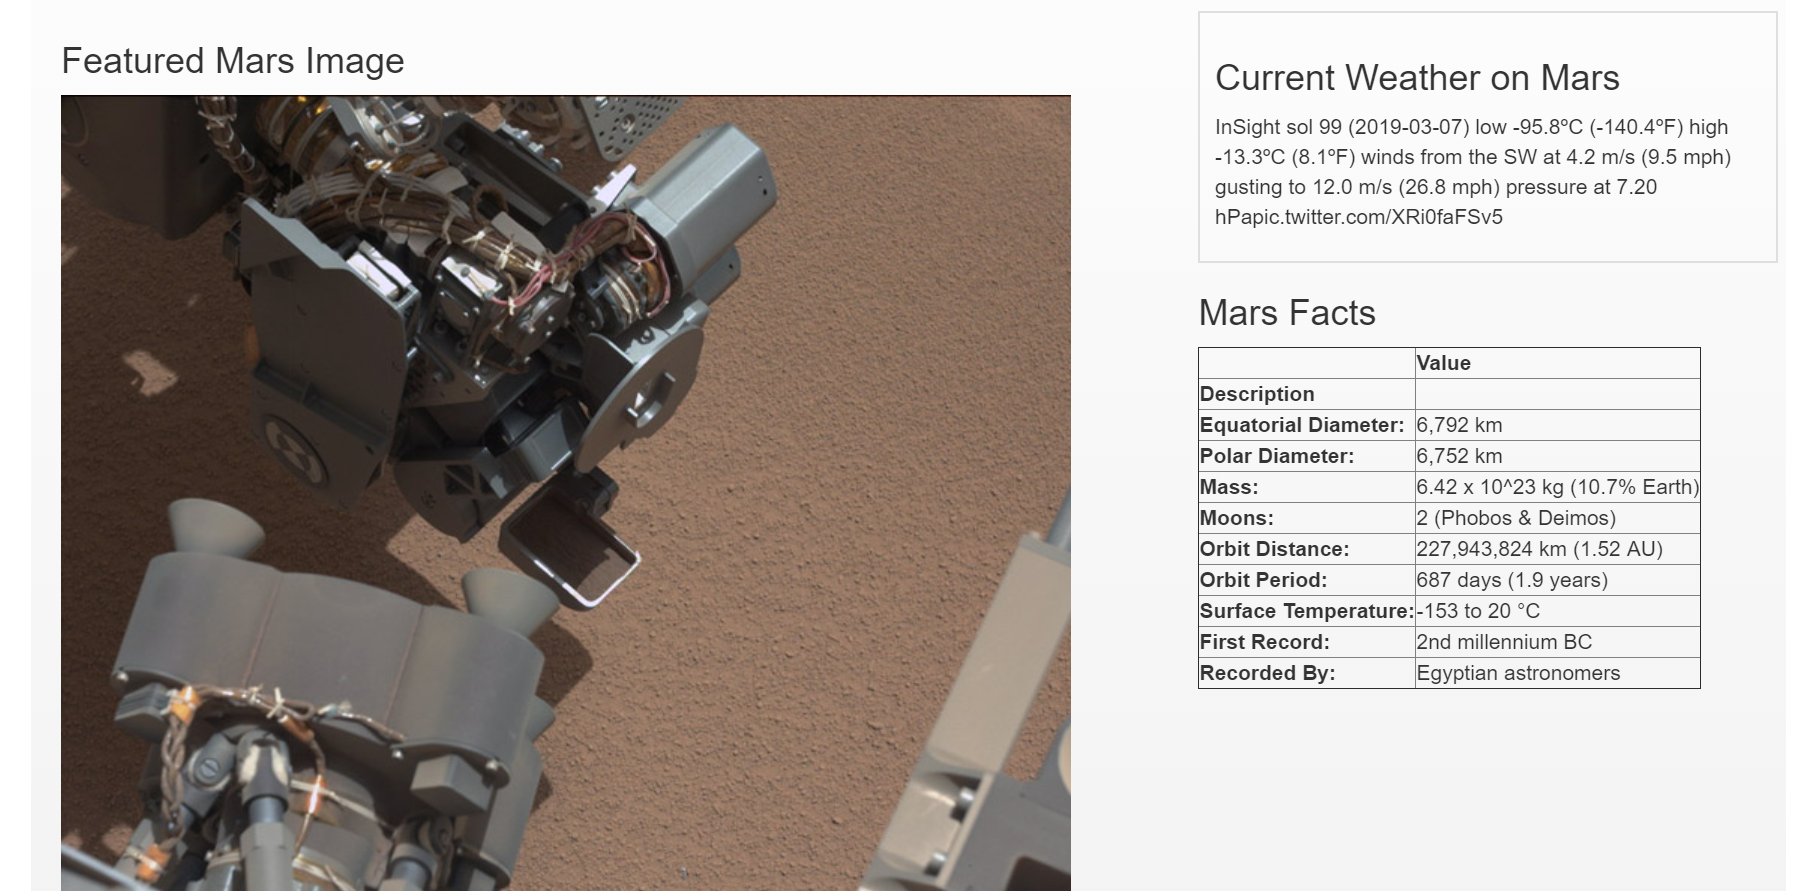 Featured Mars Image
Current Weather on Mars
InSight sol 99 (2019-03-07) low -95.8ºC (-140.4ºF) high
-13.3ºC (8.1ºF) winds from the SW at 4.2 m/s (9.5 mph)
gusting to 12.0 m/s (26.8 mph) pressure at 7.20
hPapic.twitter.com/XRi0faFSv5
Mars Facts
Value
Description
Equatorial Diameter: 6,792 km
Polar Diameter: 6,752 km
Mass: 6.42 x 10^23 kg (10.7% Earth)
Moons: 2 (Phobos & Deimos)
Orbit Distance: 227,943,824 km (1.52 AU)
Orbit Period: 687 days (1.9 years)
Surface Temperature: -153 to 20 °C
First Record: 2nd millennium BC
Recorded By: Egyptian astronomers